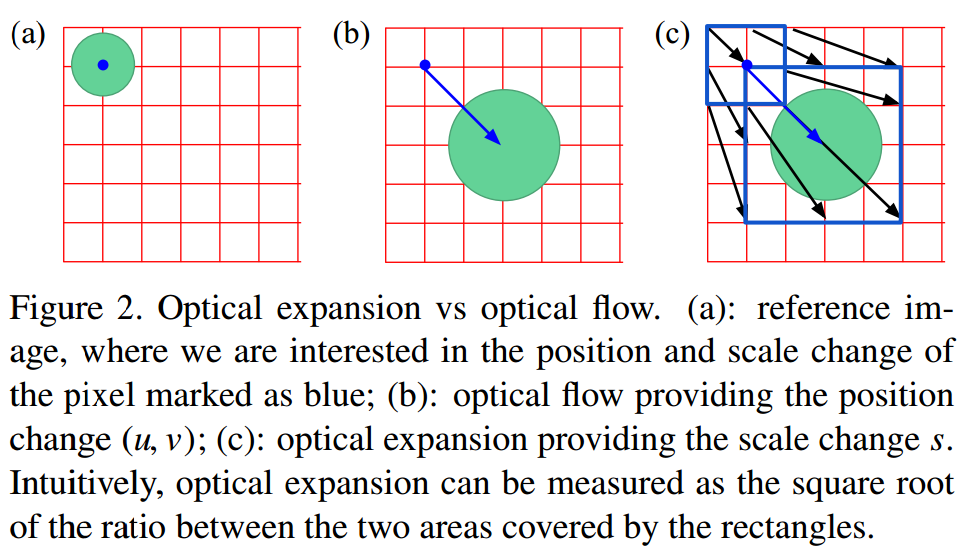 (a) (b) (c)
Figure 2. Optical expansion vs optical flow. (a): reference im-
age, where we are interested in the position and scale change of
the pixel marked as blue; (b): optical flow providing the position
change (u, v); (c): optical expansion providing the scale change s.
Intuitively, optical expansion can be measured as the square root
of the ratio between the two areas covered by the rectangles.